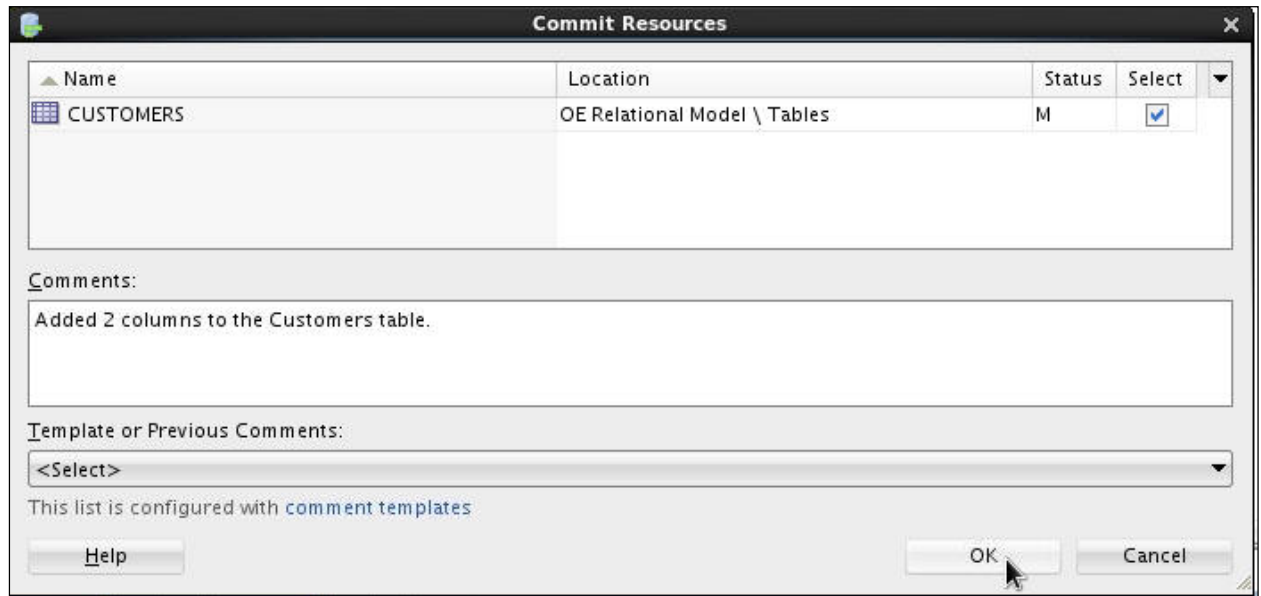 Commit Resources
Name Location Status Select
CUSTOMERS OE Relational Model \ Tables M
Comments:
Added 2 columns to the Customers table.
Template or Previous Comments:
<Select>
This list is configured with comment templates
Help OK Cancel